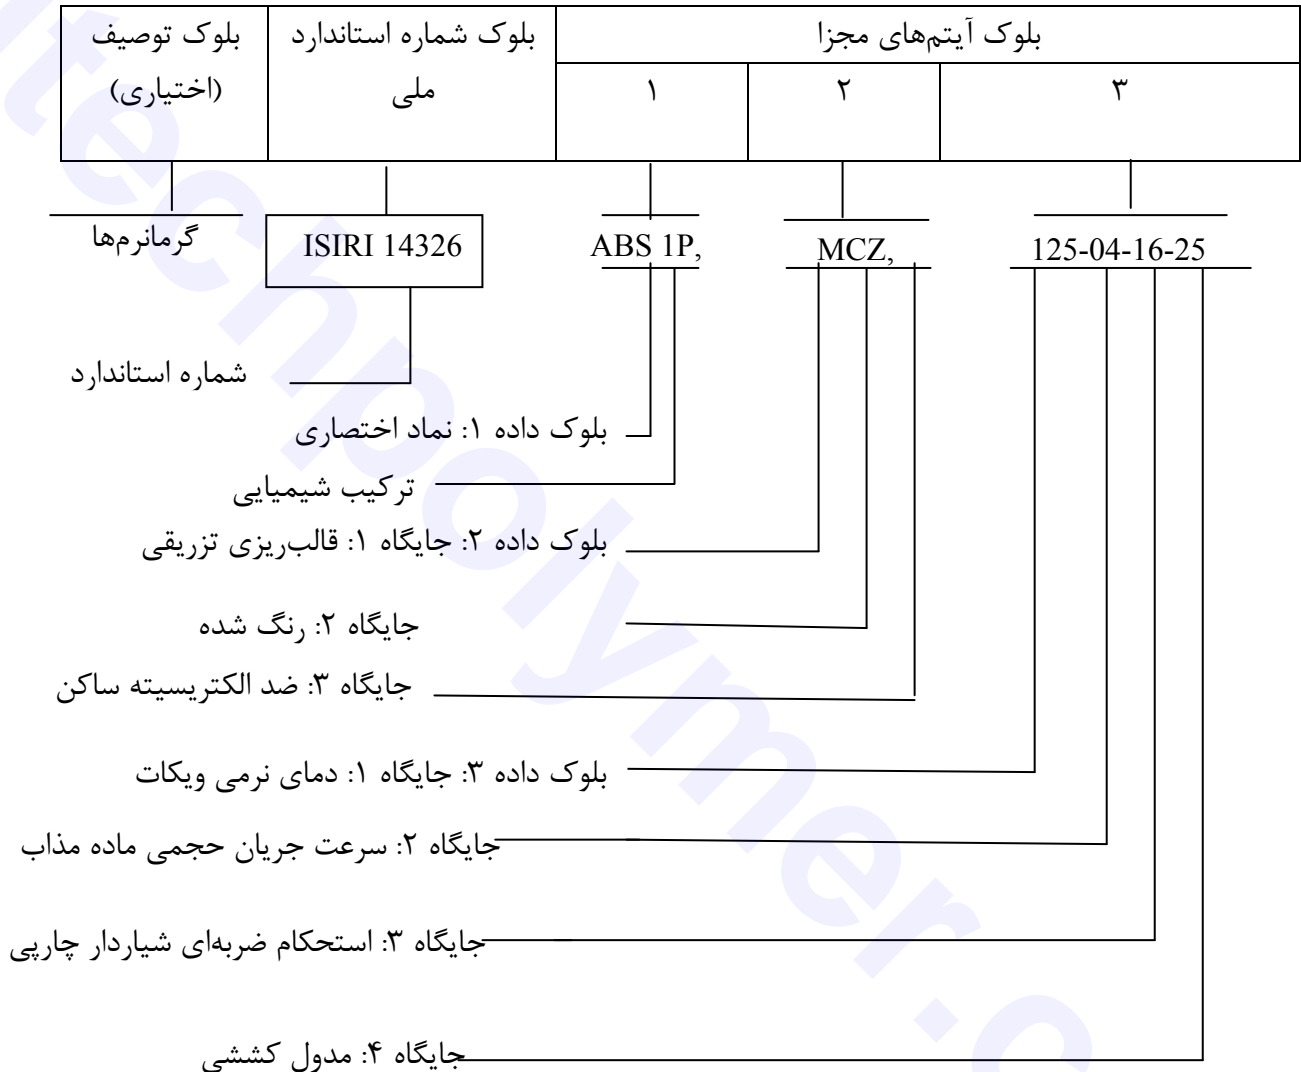 بلوک توصیف (اختیاری)
بلوک شماره استاندارد ملی
بلوک آیتم‌های مجزا
۱ ۲ ۳
گرمانرم‌ها ISIRI 14326 ABS 1P, MCZ, 125-04-16-25
شماره استاندارد
بلوک داده ۱: نماد اختصاری
ترکیب شیمیایی
بلوک داده ۲: جایگاه ۱: قالب‌ریزی تزریقی
جایگاه ۲: رنگ شده
جایگاه ۳: ضد الکتریسیته ساکن
بلوک داده ۳: جایگاه ۱: دمای نرمی ویکات
جایگاه ۲: سرعت جریان حجمی ماده مذاب
جایگاه ۳: استحکام ضربه‌ای شیاردار چارپی
جایگاه ۴: مدول کششی
techpolymer.c